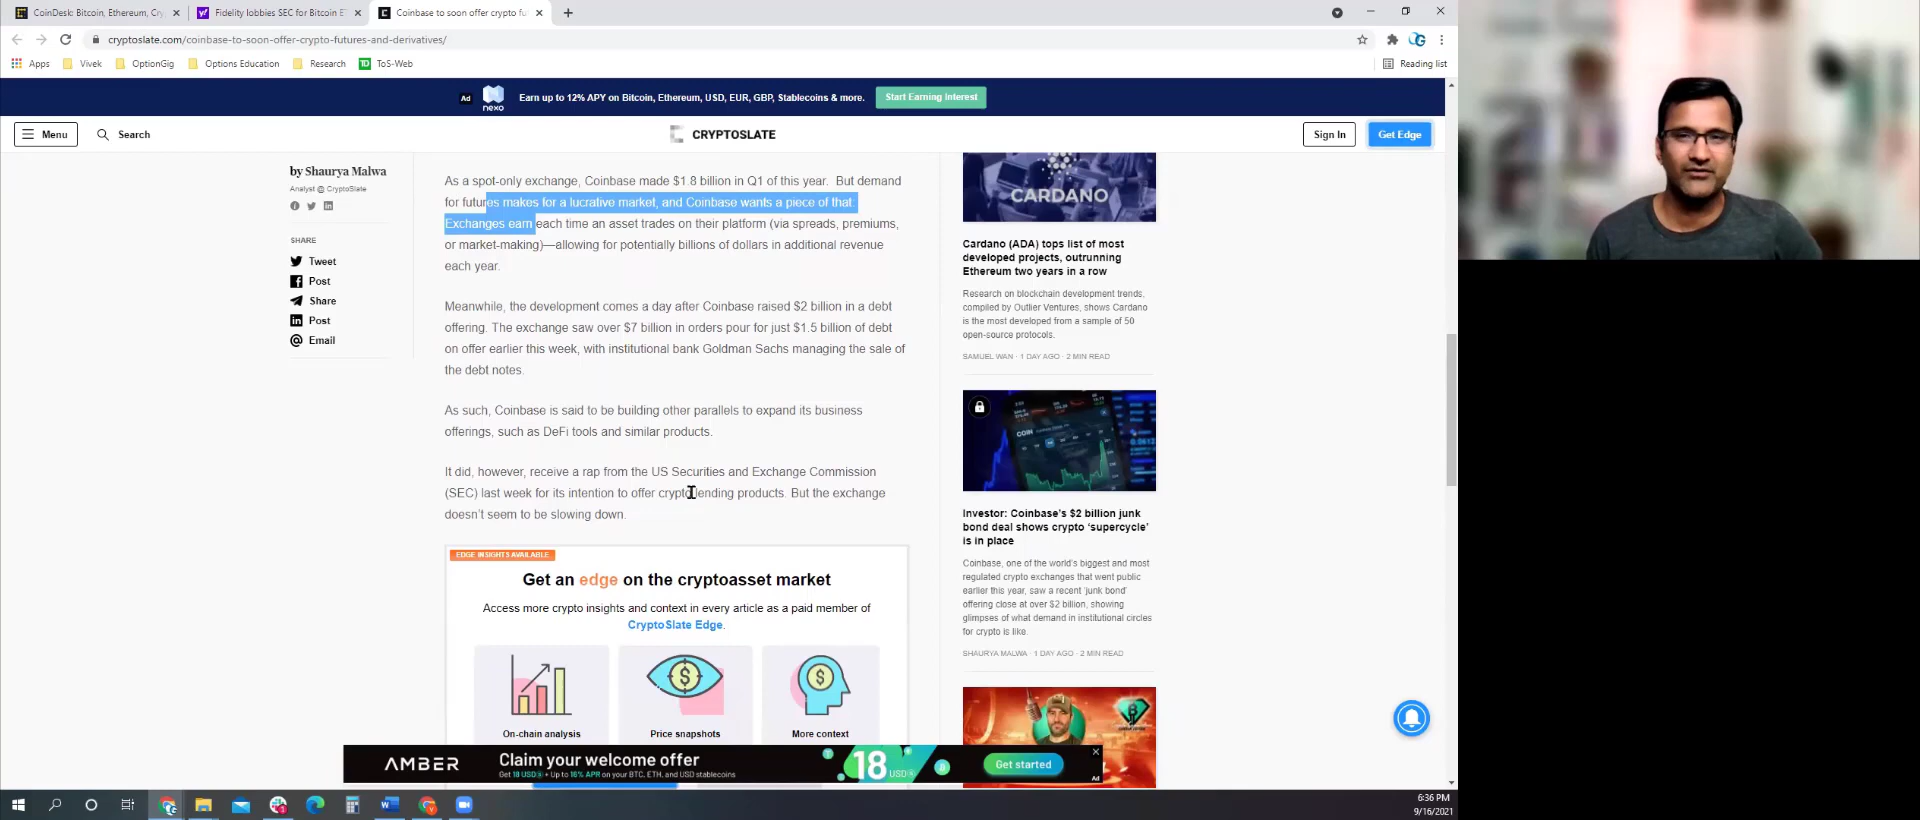 CoinDesk: Bitcoin, Ethereum, Cry
Fidelity lobbies SEC for Bitcoin E
Coinbase to soon offer crypto fu
cryptoslate.com/coinbase-to-soon-offer-crypto-futures-and-derivatives/
Apps
Vivek
OptionGig
Options Education
Research
ToS-Web
Reading list
Ad
nexo
Earn up to 12% APY on Bitcoin, Ethereum, USD, EUR, GBP, Stablecoins & more.
Start Earning Interest
Menu
Search
CRYPTOSLATE
Sign In
Get Edge
by Shaurya Malwa
Analyst @ CryptoSlate
SHARE
Tweet
Post
Share
Post
Email
As a spot-only exchange, Coinbase made $1.8 billion in Q1 of this year. But demand
for futures makes for a lucrative market, and Coinbase wants a piece of that:
Exchanges earn each time an asset trades on their platform (via spreads, premiums,
or market-making)—allowing for potentially billions of dollars in additional revenue
each year.
Meanwhile, the development comes a day after Coinbase raised $2 billion in a debt
offering. The exchange saw over $7 billion in orders pour for just $1.5 billion of debt
on offer earlier this week, with institutional bank Goldman Sachs managing the sale of
the debt notes.
As such, Coinbase is said to be building other parallels to expand its business
offerings, such as DeFi tools and similar products.
It did, however, receive a rap from the US Securities and Exchange Commission
(SEC) last week for its intention to offer crypto lending products. But the exchange
doesn't seem to be slowing down.
EDGE INSIGHTS AVAILABLE
Get an edge on the cryptoasset market
Access more crypto insights and context in every article as a paid member of
CryptoSlate Edge.
On-chain analysis
Price snapshots
More context
CARDANO
Cardano (ADA) tops list of most
developed projects, outrunning
Ethereum two years in a row
Research on blockchain development trends,
compiled by Outlier Ventures, shows Cardano
is the most developed from a sample of 50
open-source protocols.
SAMUEL WAN · 1 DAY AGO · 2 MIN READ
COIN
Investor: Coinbase's $2 billion junk
bond deal shows crypto 'supercycle'
is in place
Coinbase, one of the world's biggest and most
regulated crypto exchanges that went public
earlier this year, saw a recent 'junk bond'
offering close at over $2 billion, showing
glimpses of what demand in institutional circles
for crypto is like.
SHAURYA MALWA · 1 DAY AGO · 2 MIN READ
AMBER
Claim your welcome offer
Get 18 USD + Up to 16% APR on your BTC, ETH, and USD stablecoins
18 USD
Get started
Ad
6:36 PM
9/16/2021